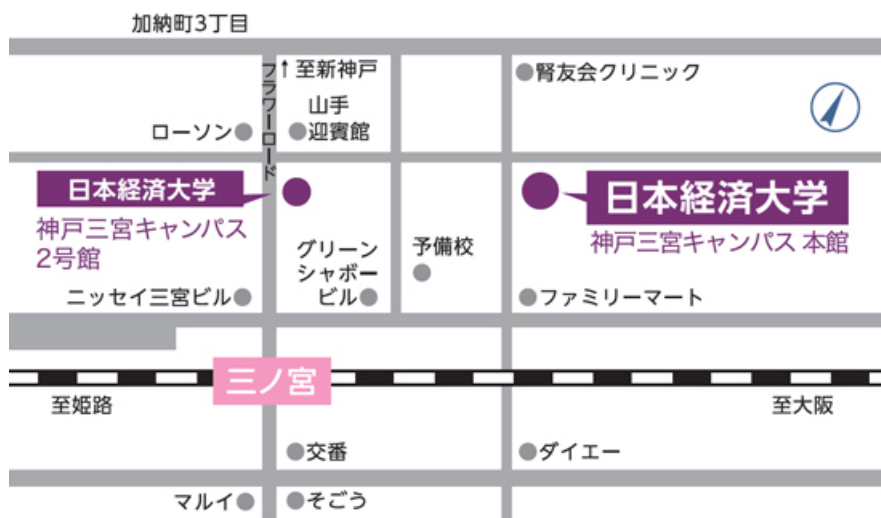 加納町3丁目
フラワーロード
↑至新神戸
山手
迎賓館
腎友会クリニック
ローソン
日本経済大学
神戸三宮キャンパス
2号館
日本経済大学
神戸三宮キャンパス 本館
グリーン
シャボー
ビル
予備校
ニッセイ三宮ビル
ファミリーマート
三ノ宮
至姫路
至大阪
交番
ダイエー
マルイ
そごう